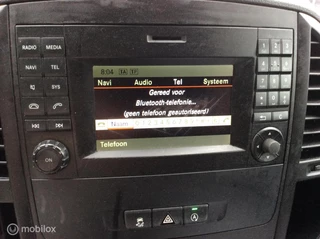 RADIO MEDIA
NAVI TEL
SYS
8:04
Navi Audio Tel Systeem
Gereed voor
Bluetooth-telefonie...
(geen telefoon geautoriseerd)
Telefoon
ON
mobilox